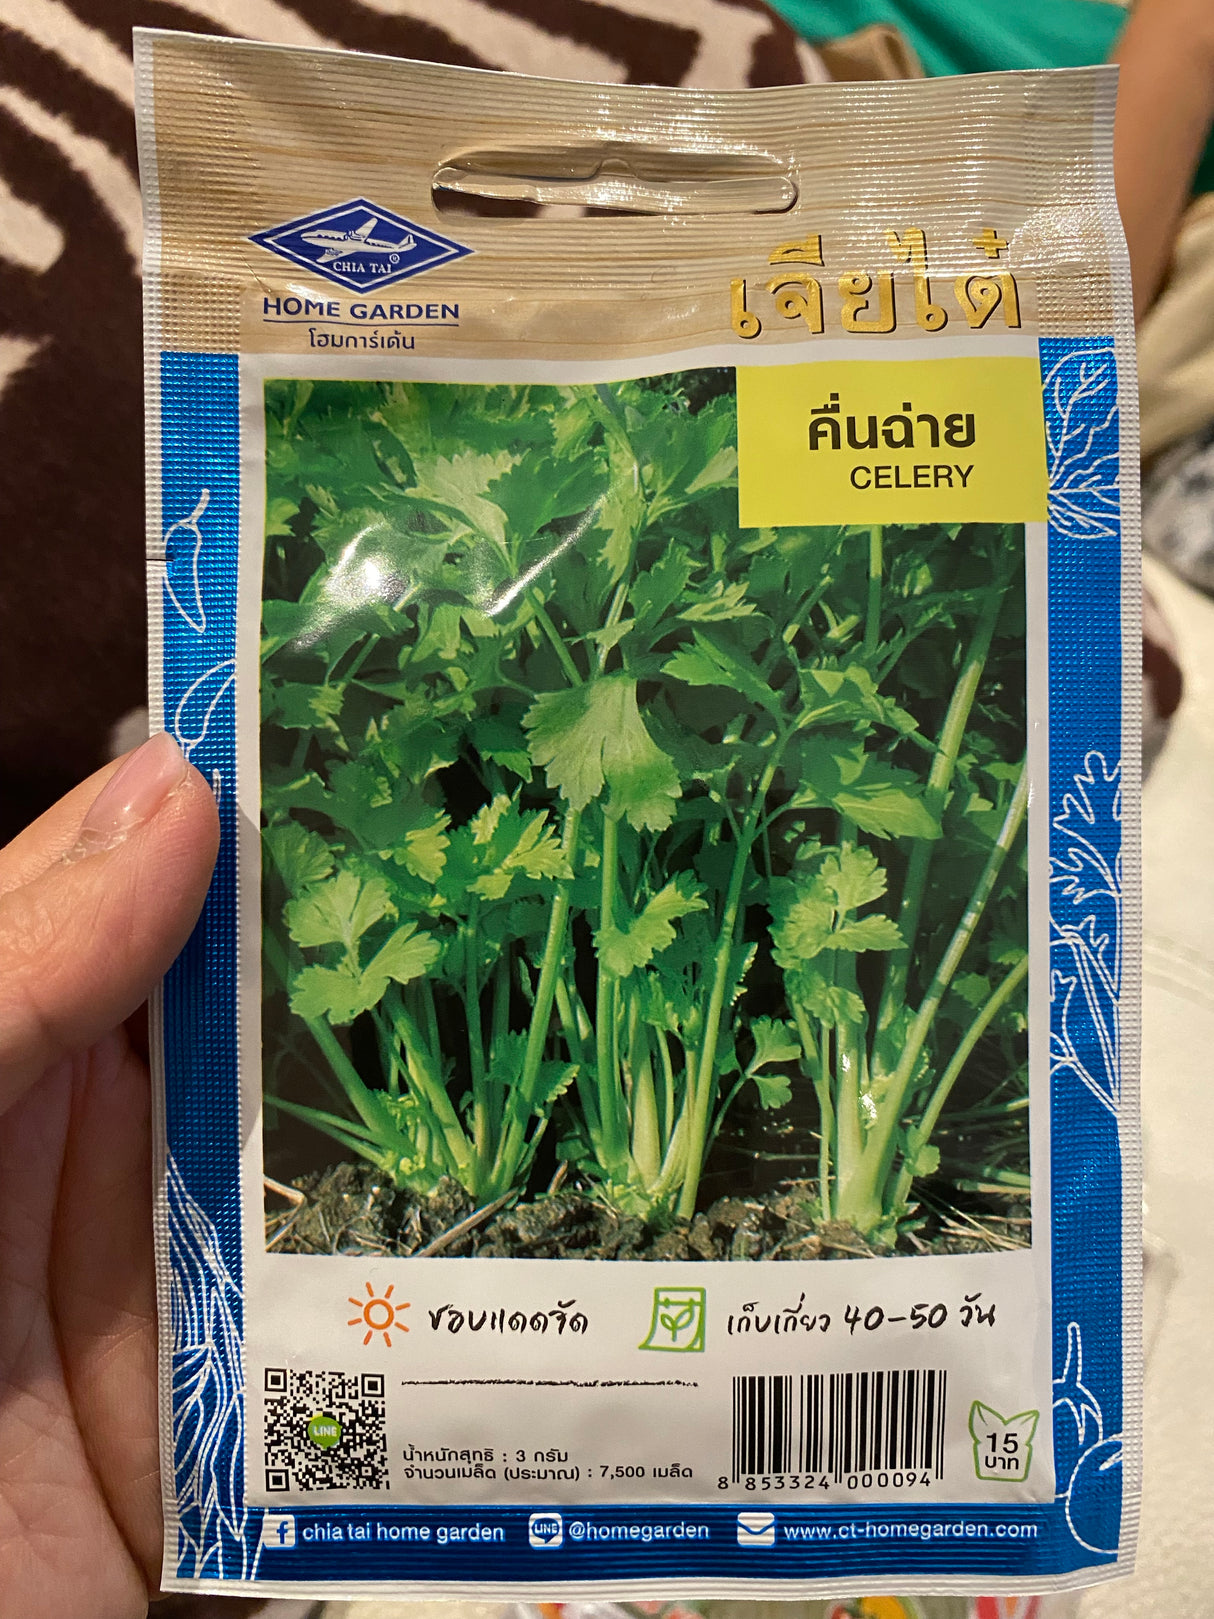 CHIA TAI ®
HOME GARDEN
โฮมการ์เด้น
เจียไต๋
คื่นฉ่าย
CELERY
ชอบแดดจัด
เก็บเกี่ยว 40-50 วัน
LINE
น้ำหนักสุทธิ : 3 กรัม
จำนวนเมล็ด (ประมาณ) : 7,500 เมล็ด
8 853324 000094
15
บาท
f chia tai home garden LINE @homegarden www.ct-homegarden.com